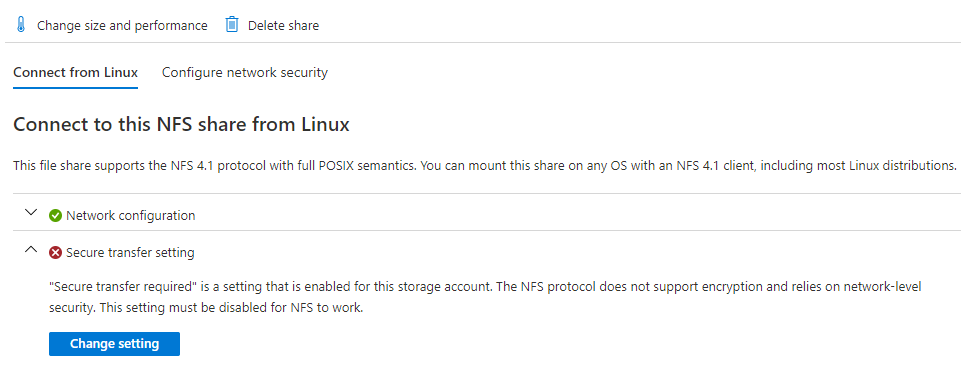 Change size and performance Delete share
Connect from Linux Configure network security
Connect to this NFS share from Linux
This file share supports the NFS 4.1 protocol with full POSIX semantics. You can mount this share on any OS with an NFS 4.1 client, including most Linux distributions.
Network configuration
Secure transfer setting
"Secure transfer required" is a setting that is enabled for this storage account. The NFS protocol does not support encryption and relies on network-level
security. This setting must be disabled for NFS to work.
Change setting